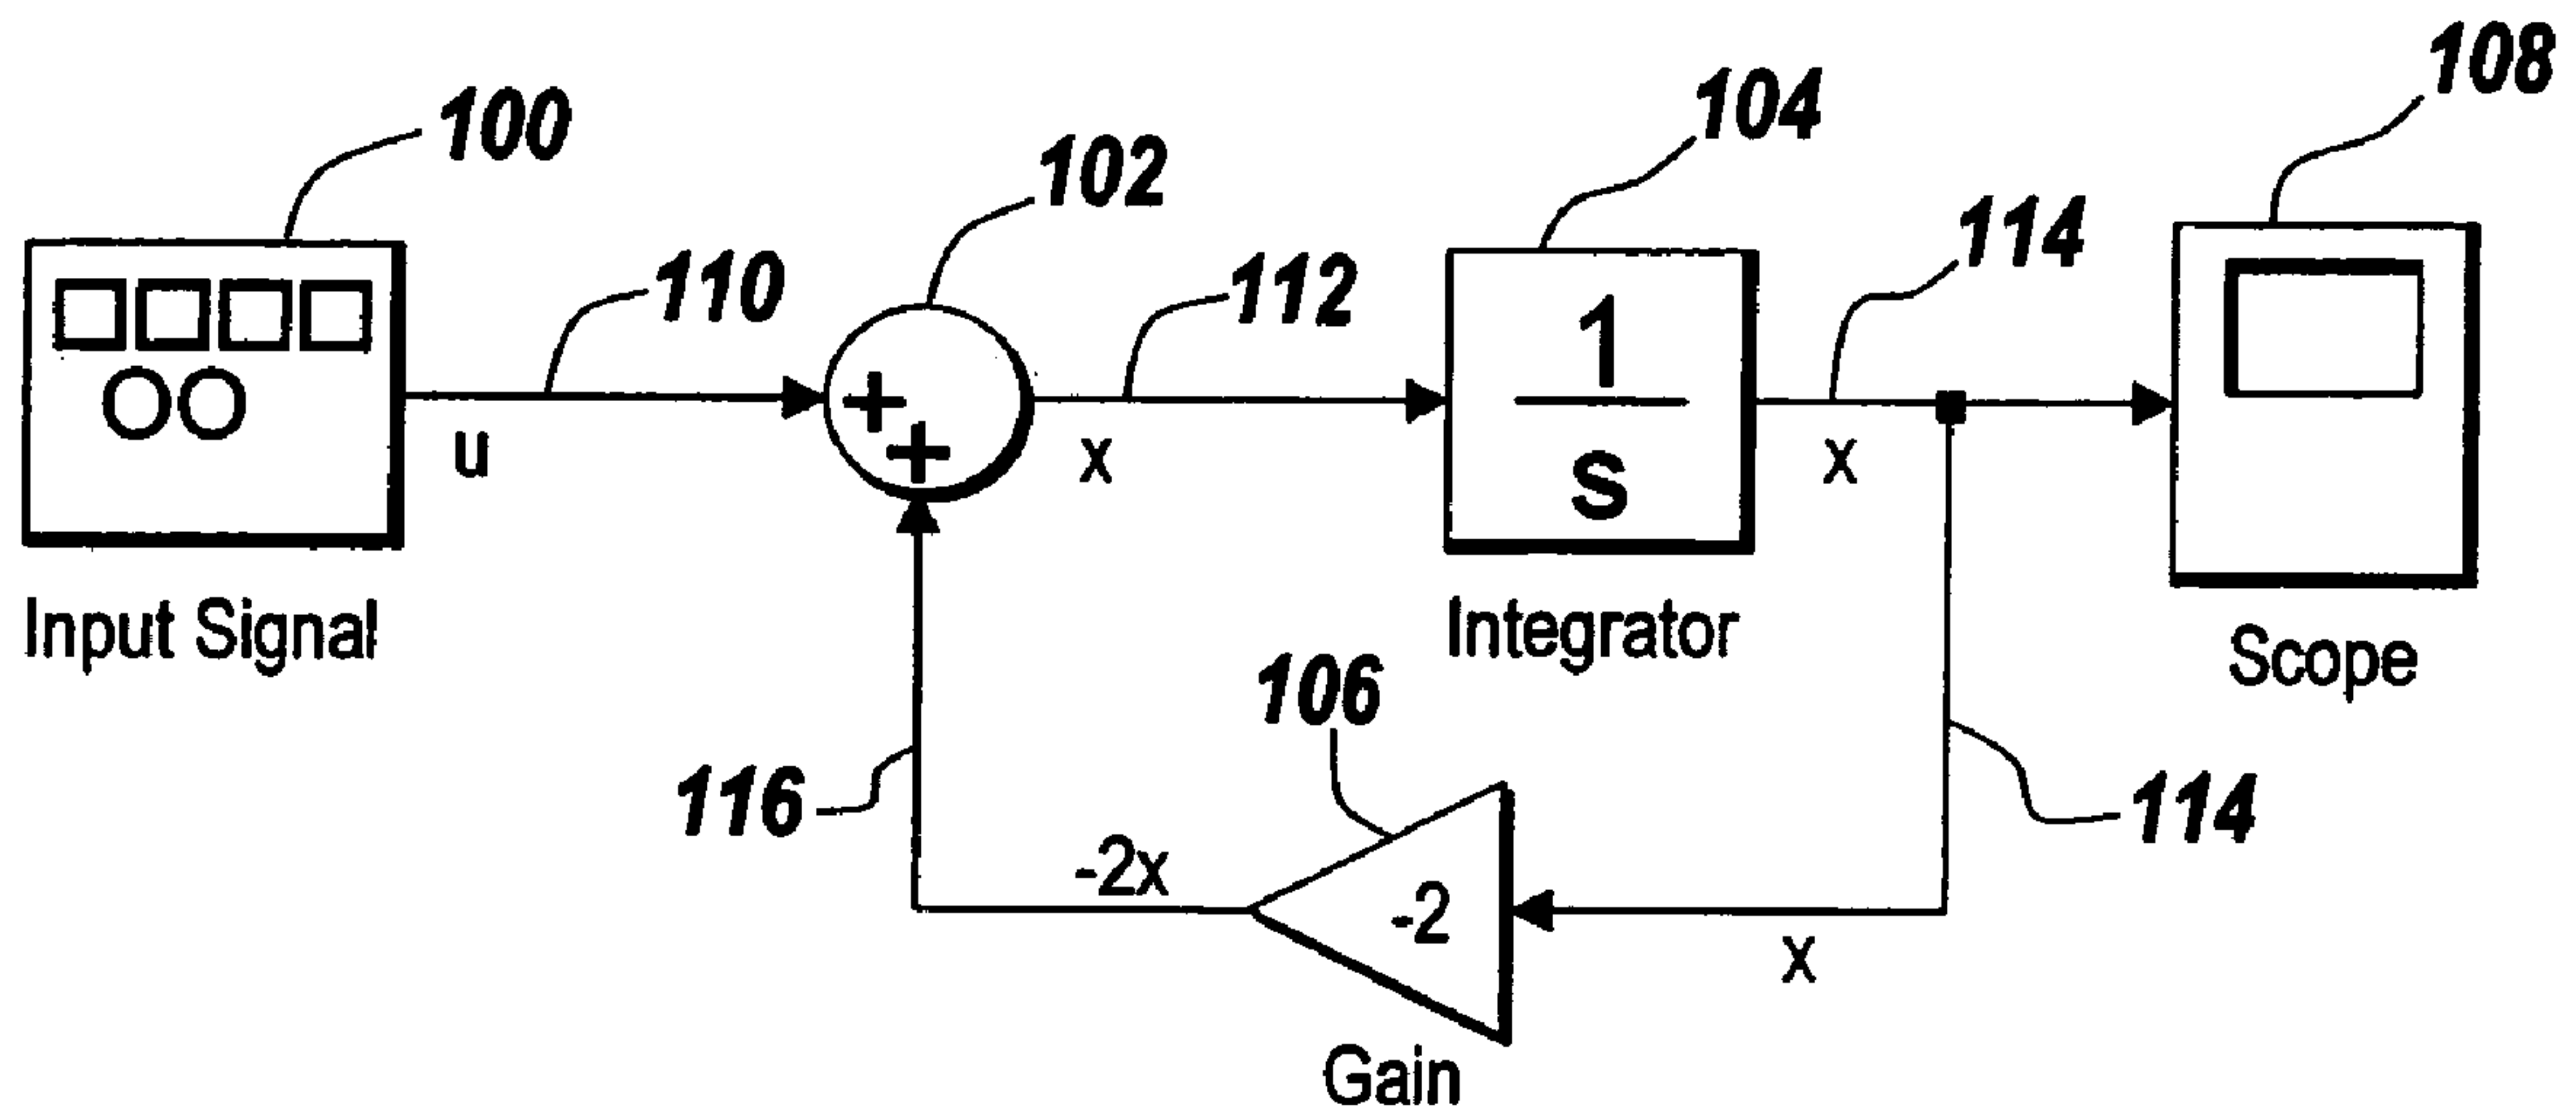 108
100
104
102
114
110
112
+
+
u
x
1
s
x
Input Signal
Integrator
Scope
106
116
114
-2x
-2
x
Gain